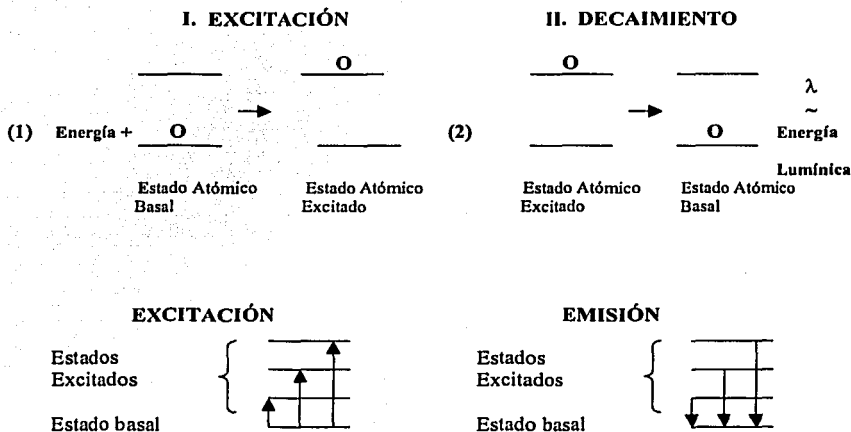 I. EXCITACIÓN
O
(1) Energía + O
Estado Atómico
Basal
Estado Atómico
Excitado
II. DECAIMIENTO
O
λ
~
(2) O Energía
Lumínica
Estado Atómico
Excitado
Estado Atómico
Basal
EXCITACIÓN
Estados
Excitados
Estado basal
EMISIÓN
Estados
Excitados
Estado basal